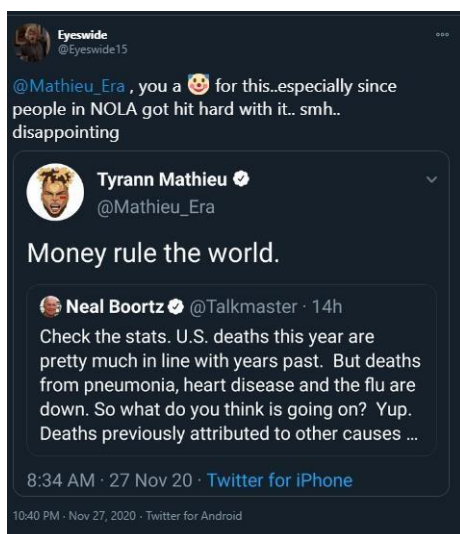 Eyeswide
@Eyeswide15
@Mathieu_Era , you a 🤡 for this..especially since
people in NOLA got hit hard with it.. smh..
disappointing
Tyrann Mathieu
@Mathieu_Era
Money rule the world.
Neal Boortz @Talkmaster · 14h
Check the stats. U.S. deaths this year are
pretty much in line with years past. But deaths
from pneumonia, heart disease and the flu are
down. So what do you think is going on? Yup.
Deaths previously attributed to other causes ...
8:34 AM · 27 Nov 20 · Twitter for iPhone
10:40 PM · Nov 27, 2020 · Twitter for Android